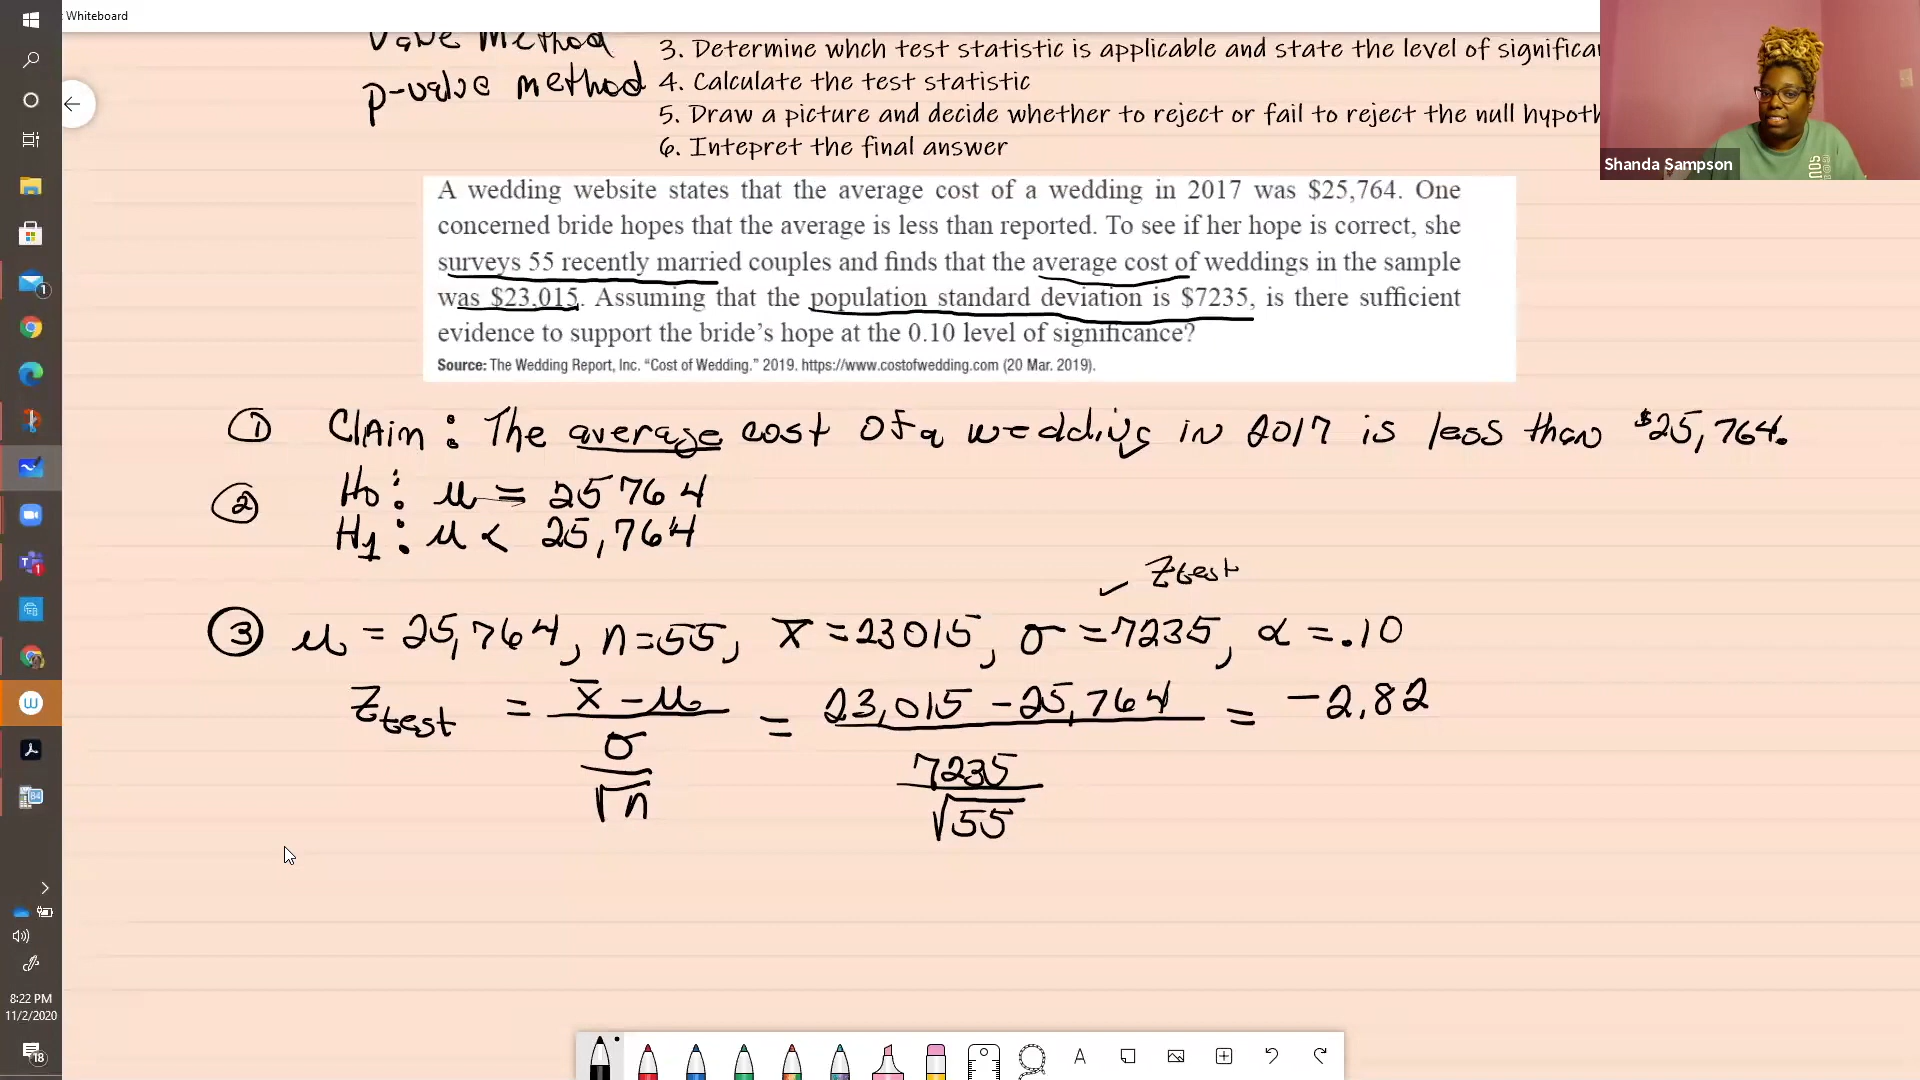 Whiteboard
Value method
p-value method
3. Determine whch test statistic is applicable and state the level of significa
4. Calculate the test statistic
5. Draw a picture and decide whether to reject or fail to reject the null hypoth
6. Intepret the final answer
Shanda Sampson
A wedding website states that the average cost of a wedding in 2017 was $25,764. One
concerned bride hopes that the average is less than reported. To see if her hope is correct, she
surveys 55 recently married couples and finds that the average cost of weddings in the sample
was $23,015. Assuming that the population standard deviation is $7235, is there sufficient
evidence to support the bride's hope at the 0.10 level of significance?
Source: The Wedding Report, Inc. “Cost of Wedding.” 2019. https://www.costofwedding.com (20 Mar. 2019).
① Claim: The average cost of a wedding in 2017 is less than $25,764.
② H₀: μ = 25764
H₁: μ < 25,764
✓ Ztest
③ μ = 25,764, n=55, x̄ = 23015, σ = 7235, α = .10
Ztest = x̄ - μ / σ/√n = 23,015 - 25,764 / 7235/√55 = -2.82
8:22 PM
11/2/2020
18